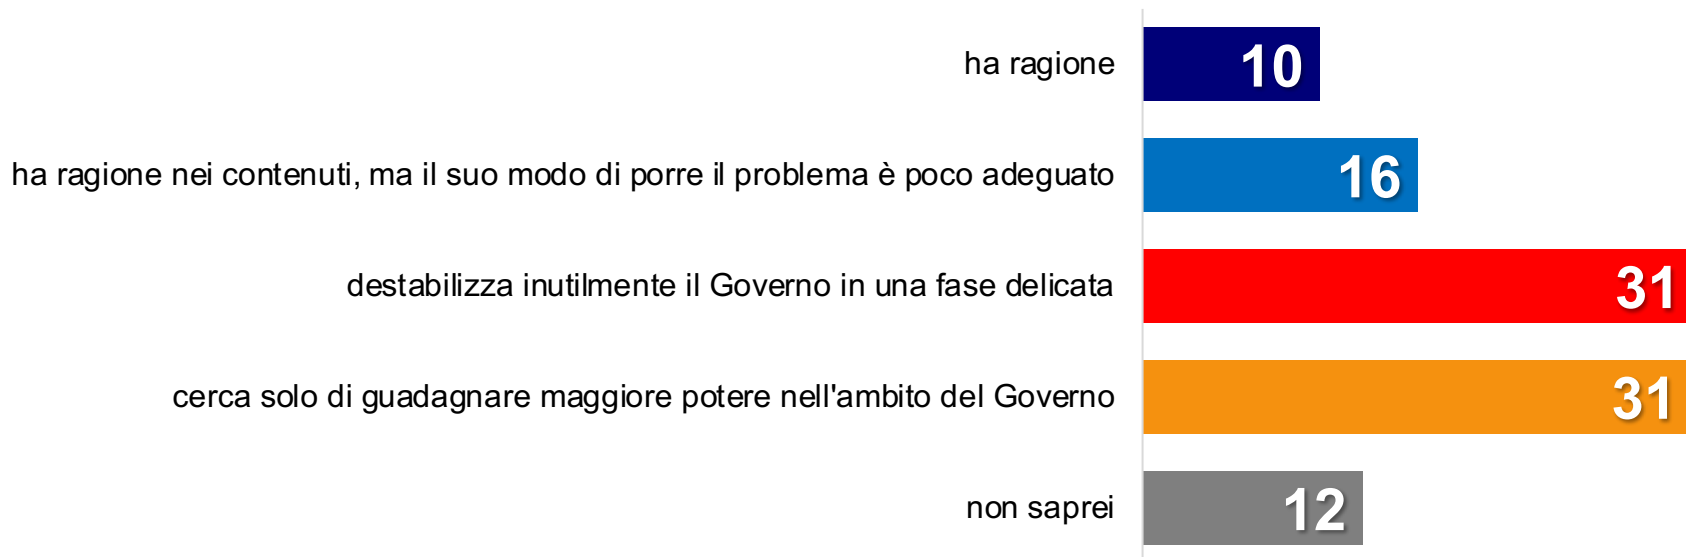 ha ragione 10
ha ragione nei contenuti, ma il suo modo di porre il problema è poco adeguato 16
destabilizza inutilmente il Governo in una fase delicata 31
cerca solo di guadagnare maggiore potere nell'ambito del Governo 31
non saprei 12